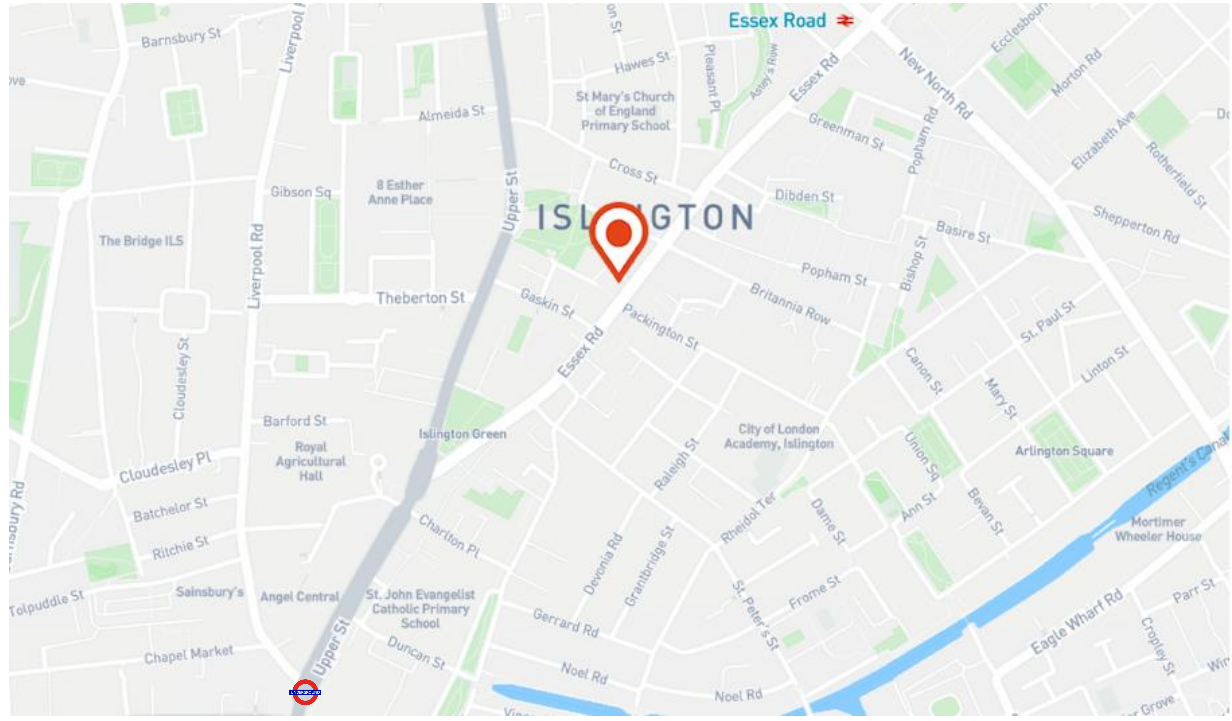 Essex Road
Barnsbury St
Liverpool Rd
Hawes St
Pleasant Pl
Astey's Row
Essex Rd
New North Rd
Morton Rd
St Mary's Church
of England
Primary School
Almeida St
Greenman St
Popham Rd
Elizabeth Ave
Rotherfield St
Cross St
Gibson Sq
8 Esther
Anne Place
Upper St
Dibden St
Shepperton Rd
The Bridge ILS
Liverpool Rd
Basire St
Popham St
Bishop St
Theberton St
Gaskin St
Packington St
Britannia Row
St. Paul St
Essex Rd
Cloudesley St
Canon St
Mary St
Linton St
Barford St
Islington Green
City of London
Academy, Islington
Royal
Agricultural
Hall
Raleigh St
Union Sq
Arlington Square
Cloudesley Pl
Batchelor St
Ritchie St
Charlton Pl
Rheidol Ter
Dame St
Ann St
Bevan St
Mortimer
Wheeler House
Devonia Rd
Grantbridge St
Tolpuddle St
Sainsbury's
Angel Central
St. John Evangelist
Catholic Primary
School
Gerrard Rd
St. Peter's St
Frome St
Eagle Wharf Rd
Parr St
Cropley St
Chapel Market
Upper St
Duncan St
Noel Rd
Noel Rd
UNDERGROUND